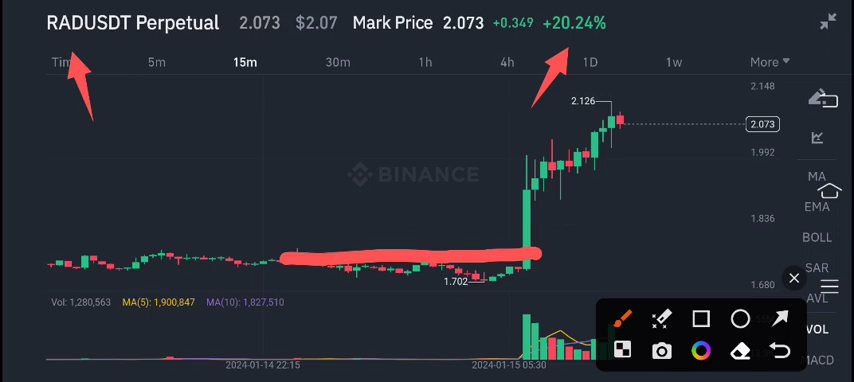 RADUSDT Perpetual 2.073 $2.07 Mark Price 2.073 +0.349 +20.24%
5m 15m 30m 1h 4h 1D 1w More
2.148
2.126
2.073
1.992
BINANCE
MA
EMA
1.836
BOLL
SAR
1.702
1.680
AVL
Vol: 1,280,563 MA(5): 1,900,847 MA(10): 1,827,510
VOL
MACD
2024-01-14 22:15 2024-01-15 05:30